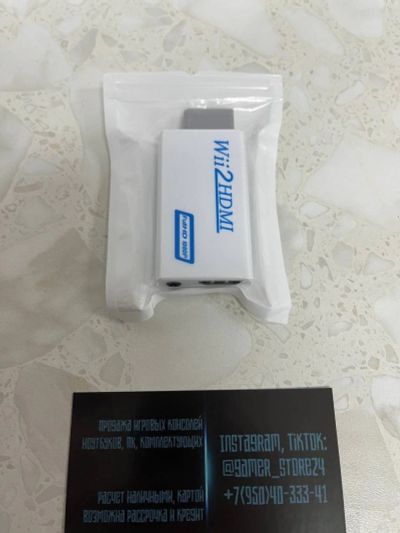 Wii2HDMI
Full HD 1080P
ПРОДАЖА ИГРОВЫХ КОНСОЛЕЙ
НОУТБУКОВ, ПК, КОМПЛЕКТУЮЩИХ
РАСЧЕТ НАЛИЧНЫМИ, КАРТОЙ
ВОЗМОЖНА РАССРОЧКА И КРЕДИТ
INSTAGRAM, TIKTOK:
@GAMER_STORE24
+7(950)40-333-41